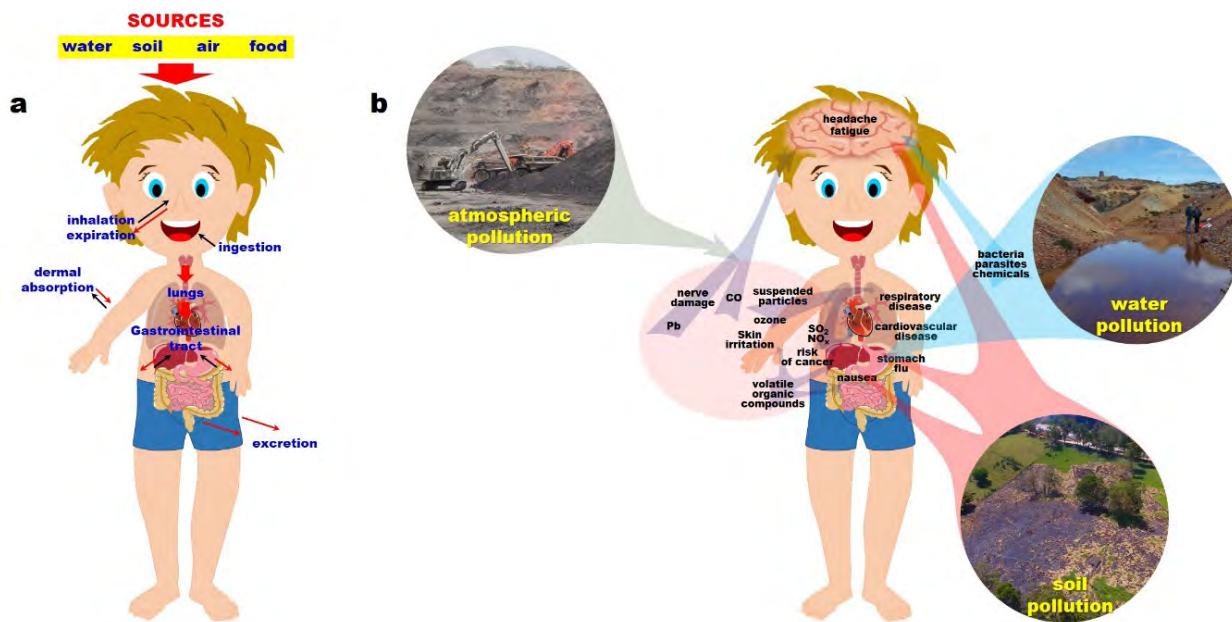 SOURCES
water soil air food
a
inhalation
expiration
ingestion
dermal
absorption
lungs
Gastrointestinal
tract
excretion
b
atmospheric
pollution
headache
fatigue
bacteria
parasites
chemicals
water
pollution
nerve
damage
CO
Pb
suspended
particles
ozone
Skin
irritation
SO2
NOx
risk
of cancer
volatile
organic
compounds
respiratory
disease
cardiovascular
disease
stomach
flu
nausea
soil
pollution